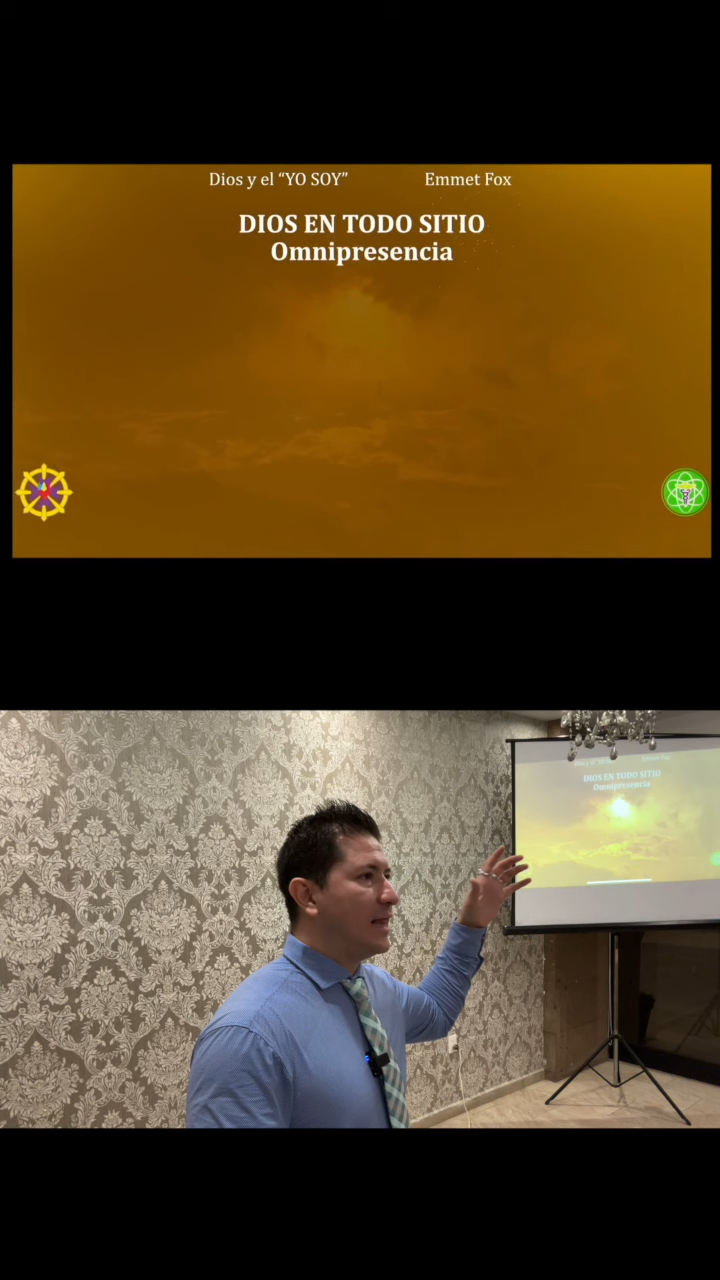 Dios y el “YO SOY” Emmet Fox
DIOS EN TODO SITIO
Omnipresencia
DIOS EN TODO SITIO
Omnipresencia